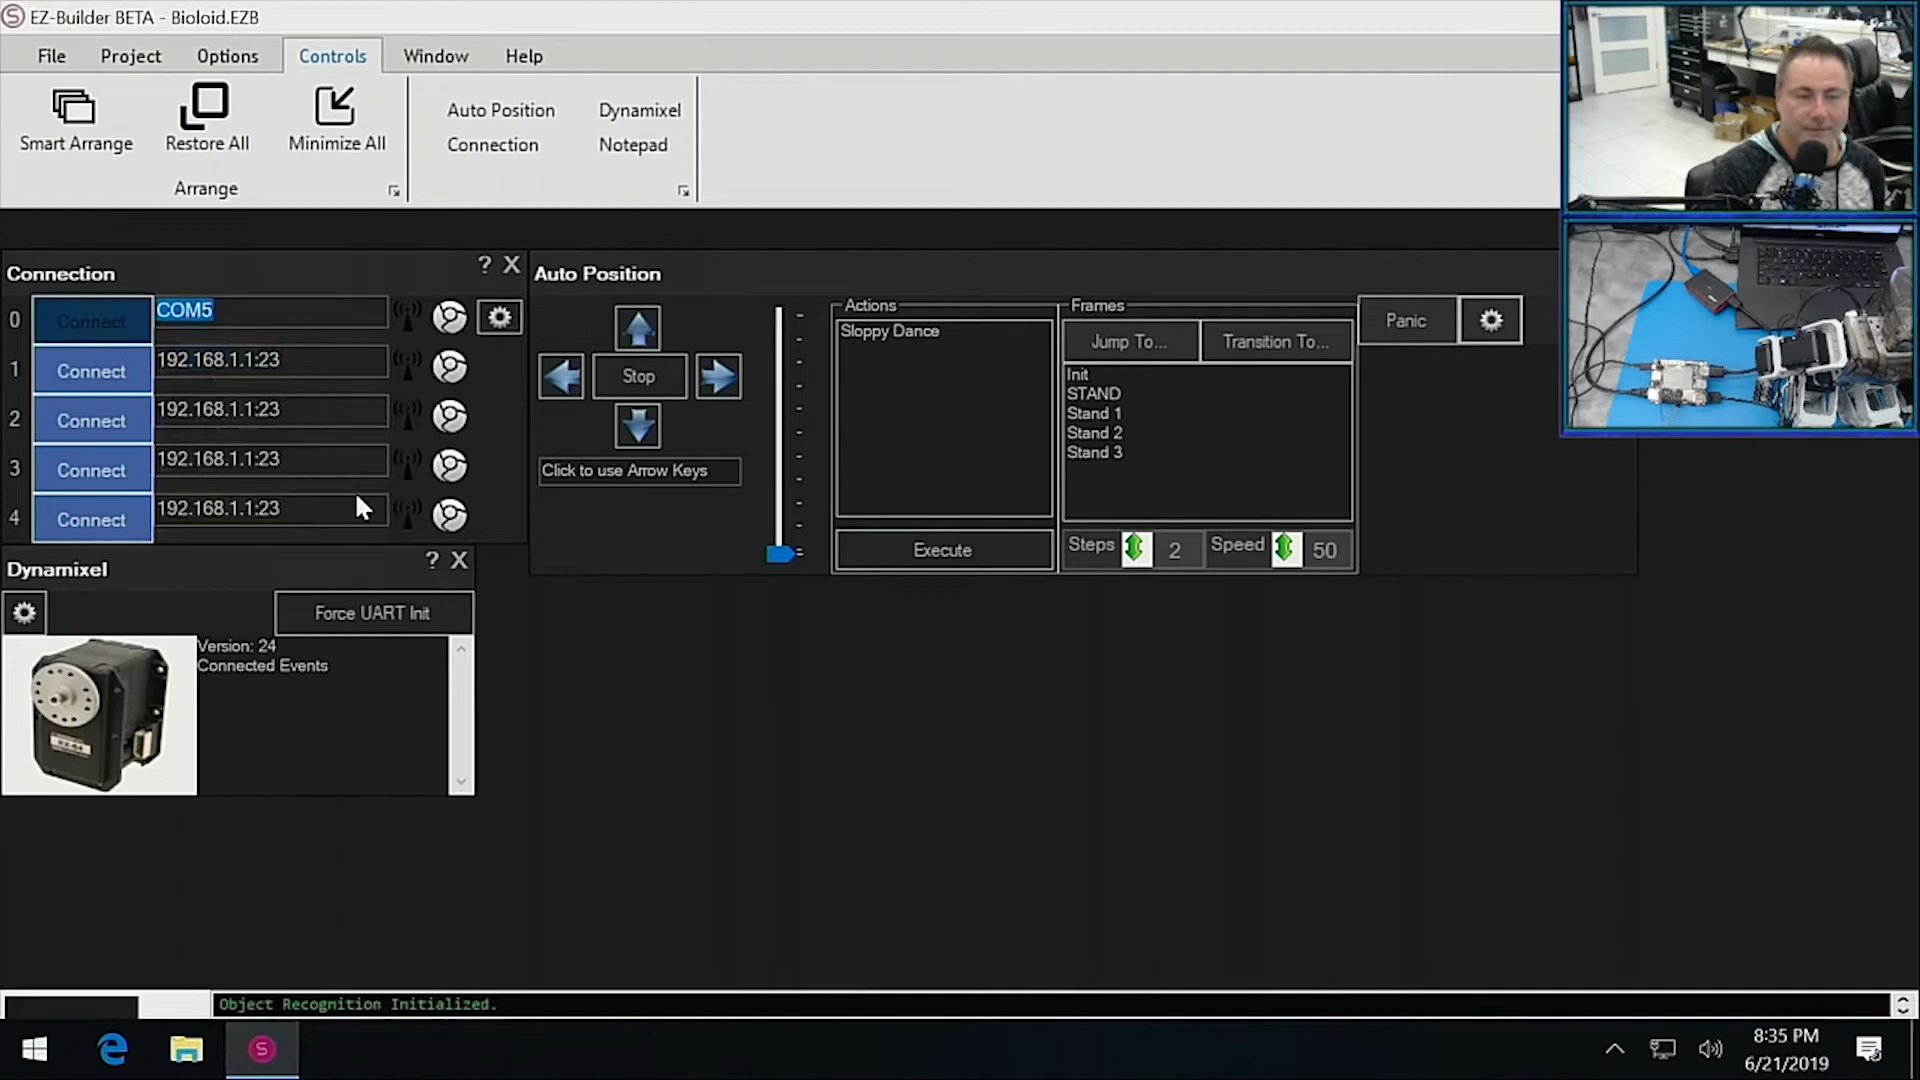 EZ-Builder BETA - Bioloid.EZB
File Project Options Controls Window Help
Smart Arrange Restore All Minimize All
Arrange
Auto Position Dynamixel
Connection Notepad
Connection ? X
0 Connect COM5
1 Connect 192.168.1.1:23
2 Connect 192.168.1.1:23
3 Connect 192.168.1.1:23
4 Connect 192.168.1.1:23
Auto Position
Stop
Click to use Arrow Keys
Actions
Sloppy Dance
Execute
Frames
Jump To... Transition To...
Init
STAND
Stand 1
Stand 2
Stand 3
Steps 2 Speed 50
Panic
Dynamixel ? X
Force UART Init
Version: 24
Connected Events
Object Recognition Initialized.
S
8:35 PM
6/21/2019